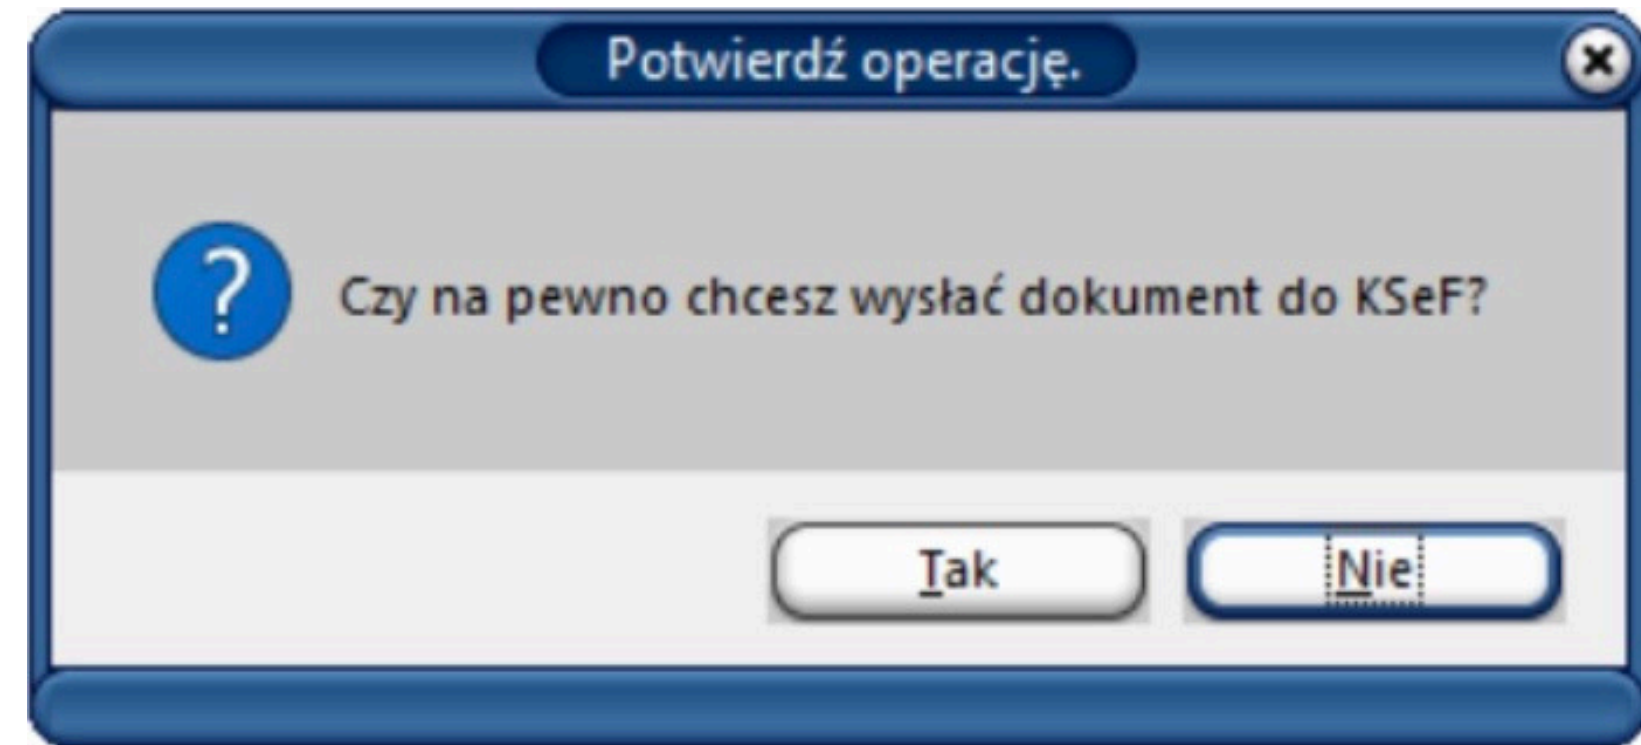 Potwierdź operację.
?
Czy na pewno chcesz wysłać dokument do KSeF?
Tak
Nie